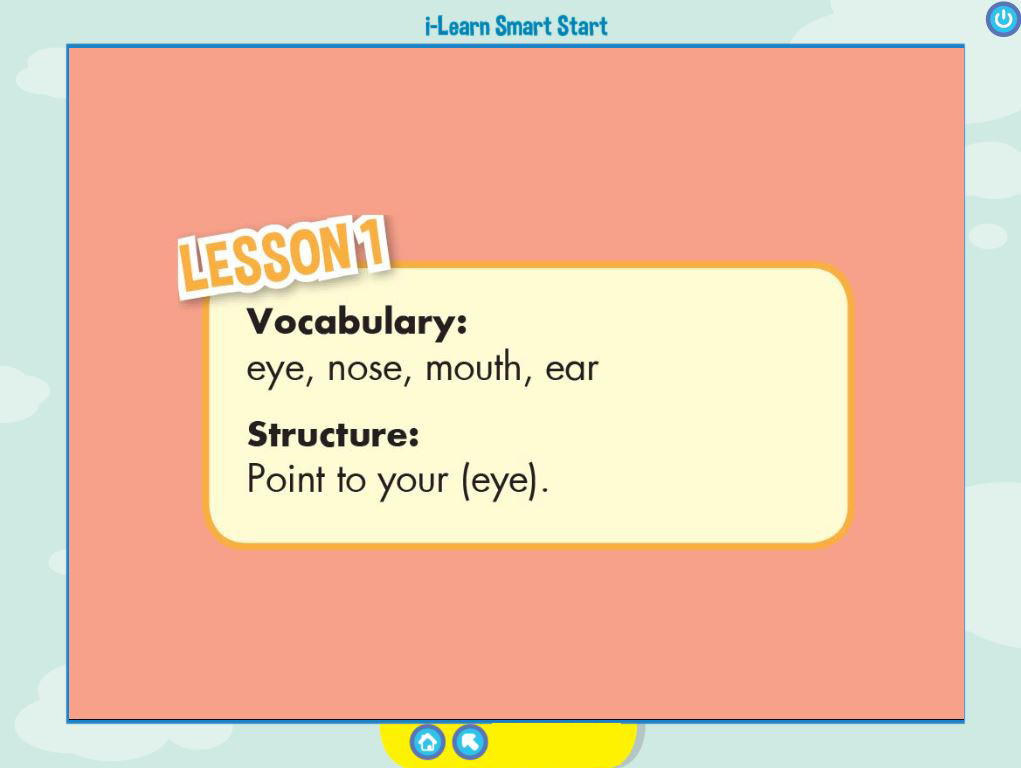 i-Learn Smart Start
LESSON 1
Vocabulary:
eye, nose, mouth, ear
Structure:
Point to your (eye).